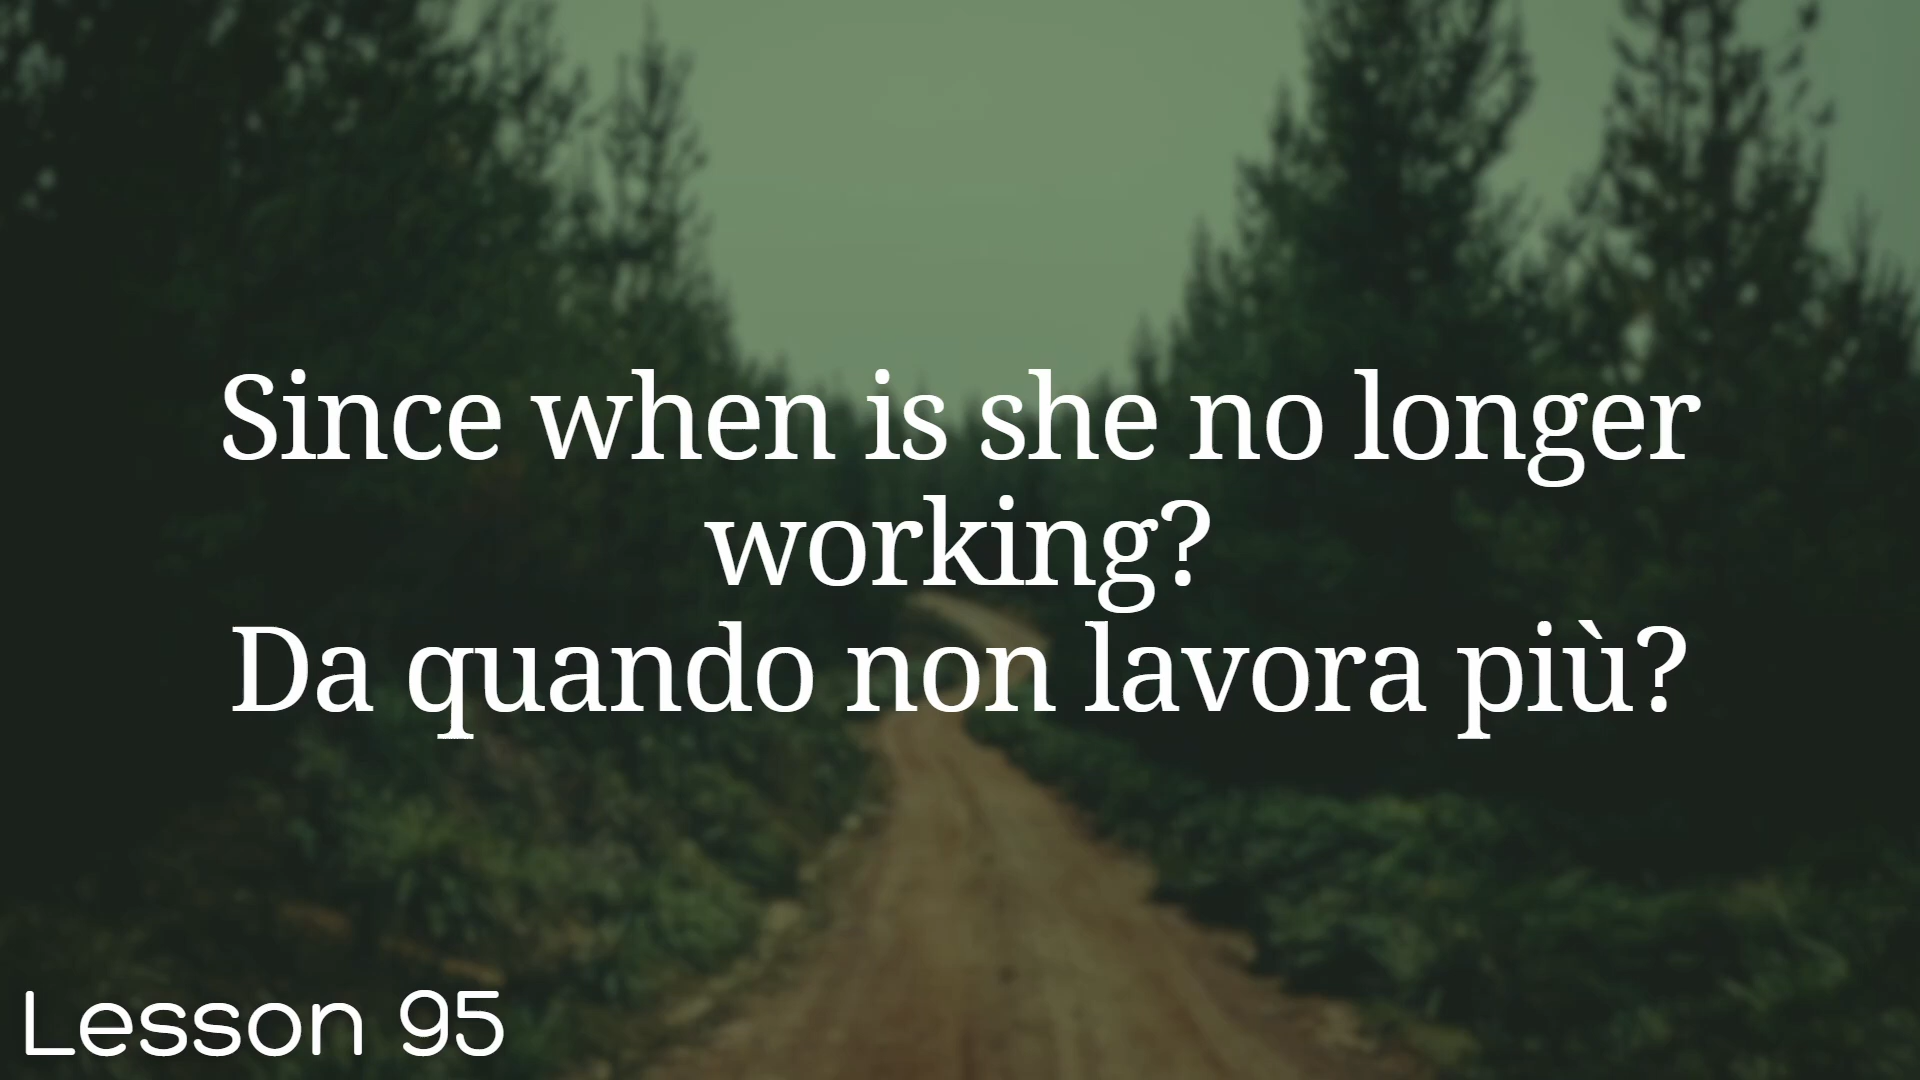 Since when is she no longer
working?
Da quando non lavora più?
Lesson 95